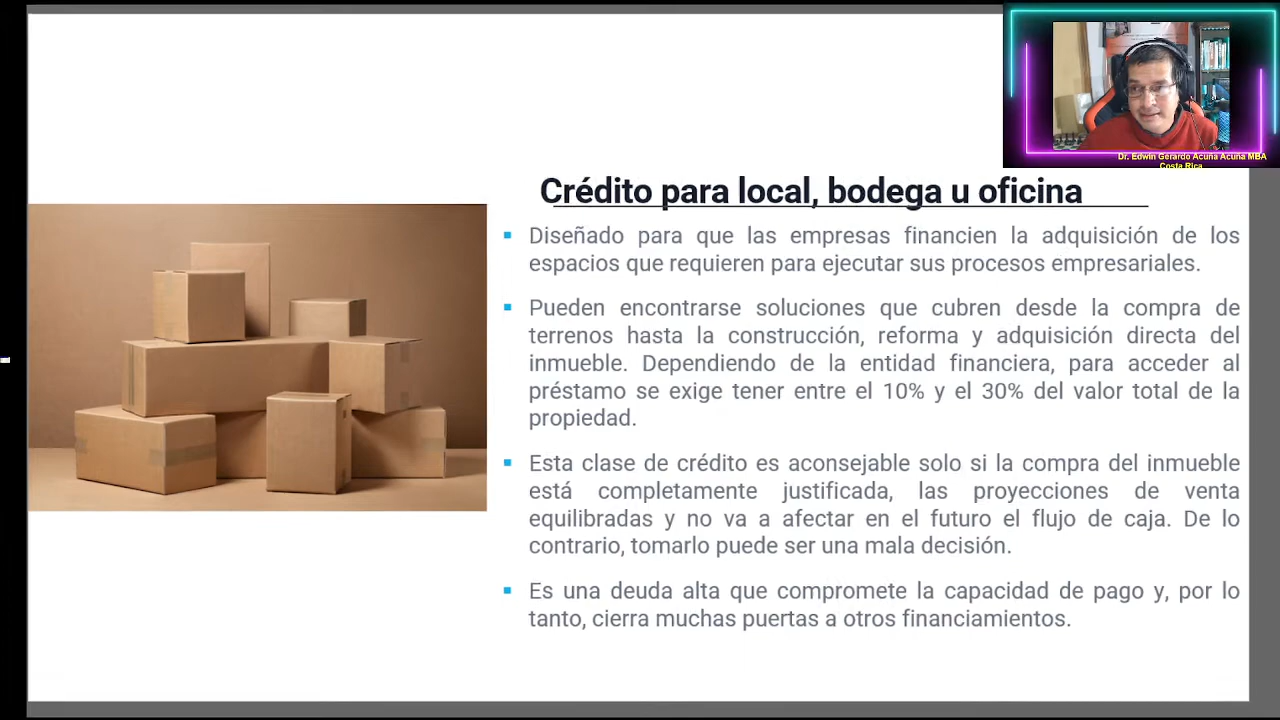 Dr. Edwin Gerardo Acuna Acuna MBA
Costa Rica
Crédito para local, bodega u oficina
Diseñado para que las empresas financien la adquisición de los
espacios que requieren para ejecutar sus procesos empresariales.
Pueden encontrarse soluciones que cubren desde la compra de
terrenos hasta la construcción, reforma y adquisición directa del
inmueble. Dependiendo de la entidad financiera, para acceder al
préstamo se exige tener entre el 10% y el 30% del valor total de la
propiedad.
Esta clase de crédito es aconsejable solo si la compra del inmueble
está completamente justificada, las proyecciones de venta
equilibradas y no va a afectar en el futuro el flujo de caja. De lo
contrario, tomarlo puede ser una mala decisión.
Es una deuda alta que compromete la capacidad de pago y, por lo
tanto, cierra muchas puertas a otros financiamientos.